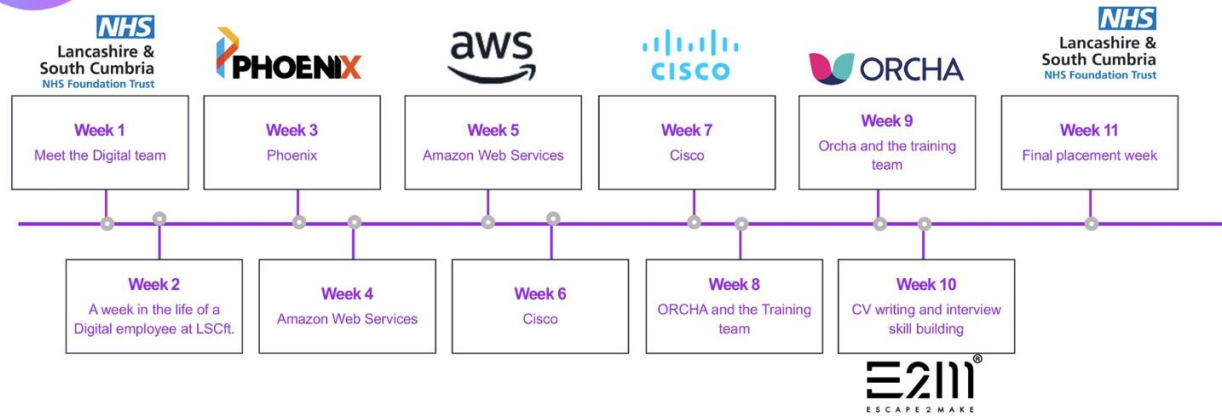 NHS
Lancashire &
South Cumbria
NHS Foundation Trust
PHOENIX
aws
CISCO
ORCHA
NHS
Lancashire &
South Cumbria
NHS Foundation Trust
Week 1
Meet the Digital team
Week 3
Phoenix
Week 5
Amazon Web Services
Week 7
Cisco
Week 9
Orcha and the training
team
Week 11
Final placement week
Week 2
A week in the life of a
Digital employee at LSCft.
Week 4
Amazon Web Services
Week 6
Cisco
Week 8
ORCHA and the Training
team
Week 10
CV writing and interview
skill building
E2M®
ESCAPE2MAKE